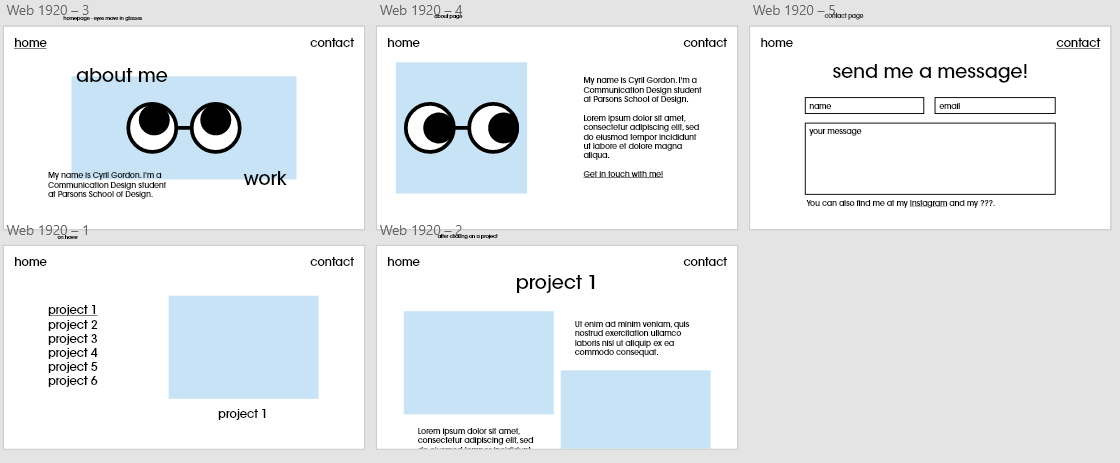 Web 1920 – 3
homepage - eyes move in glasses
home
contact
about me
My name is Cyril Gordon. I'm a
Communication Design student
at Parsons School of Design.
work
Web 1920 – 4
about page
home
contact
My name is Cyril Gordon. I'm a
Communication Design student
at Parsons School of Design.
Lorem ipsum dolor sit amet,
consectetur adipiscing elit, sed
do eiusmod tempor incididunt
ut labore et dolore magna
aliqua.
Get in touch with me!
Web 1920 – 5
contact page
home
contact
send me a message!
name
email
your message
You can also find me at my Instagram and my ???.
Web 1920 – 1
on hover
home
contact
project 1
project 2
project 3
project 4
project 5
project 6
project 1
Web 1920 – 2
after clicking on a project
home
contact
project 1
Ut enim ad minim veniam, quis
nostrud exercitation ullamco
laboris nisi ut aliquip ex ea
commodo consequat.
Lorem ipsum dolor sit amet,
consectetur adipiscing elit, sed
do eiusmod tempor incididunt